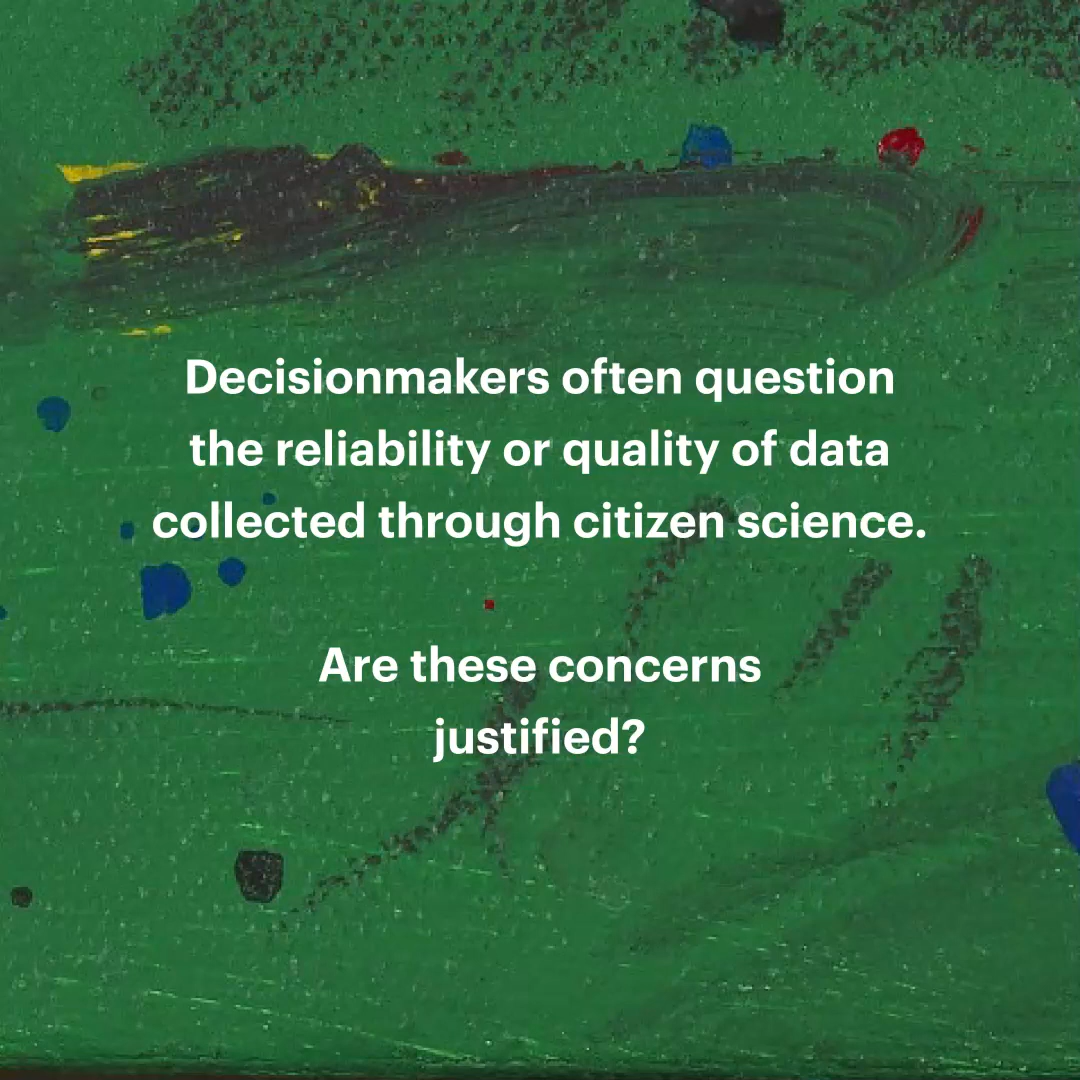 Decisionmakers often question
the reliability or quality of data
collected through citizen science.
Are these concerns
justified?